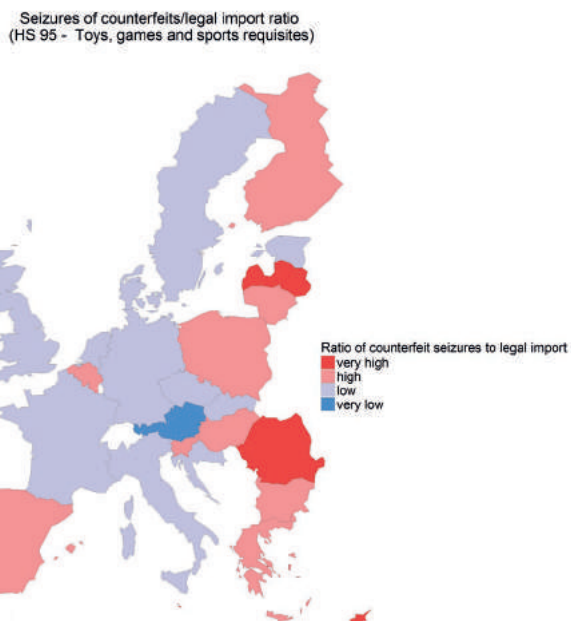 Seizures of counterfeits/legal import ratio
(HS 95 - Toys, games and sports requisites)
Ratio of counterfeit seizures to legal import
very high
high
low
very low